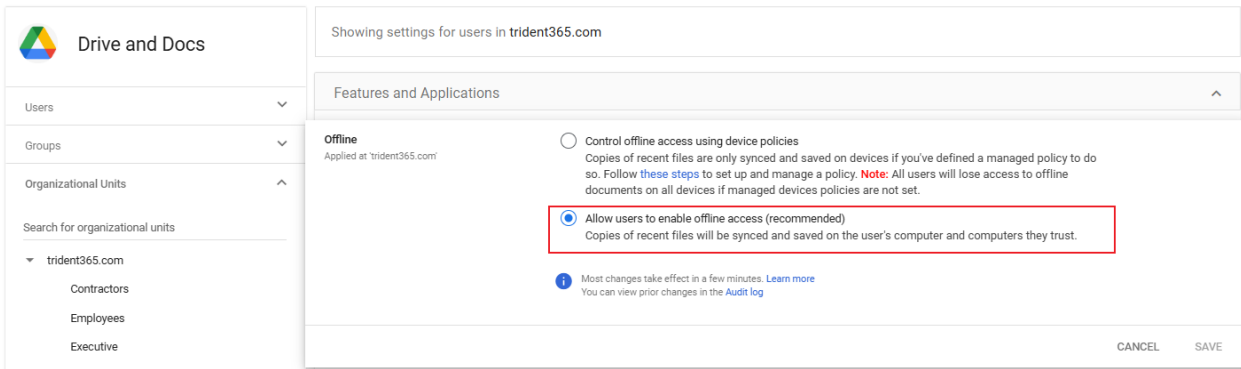 Drive and Docs
Users
Groups
Organizational Units
Search for organizational units
trident365.com
Contractors
Employees
Executive
Showing settings for users in trident365.com
Features and Applications
Offline
Applied at 'trident365.com'
Control offline access using device policies
Copies of recent files are only synced and saved on devices if you've defined a managed policy to do
so. Follow these steps to set up and manage a policy. Note: All users will lose access to offline
documents on all devices if managed devices policies are not set.
Allow users to enable offline access (recommended)
Copies of recent files will be synced and saved on the user's computer and computers they trust.
Most changes take effect in a few minutes. Learn more
You can view prior changes in the Audit log
CANCEL
SAVE